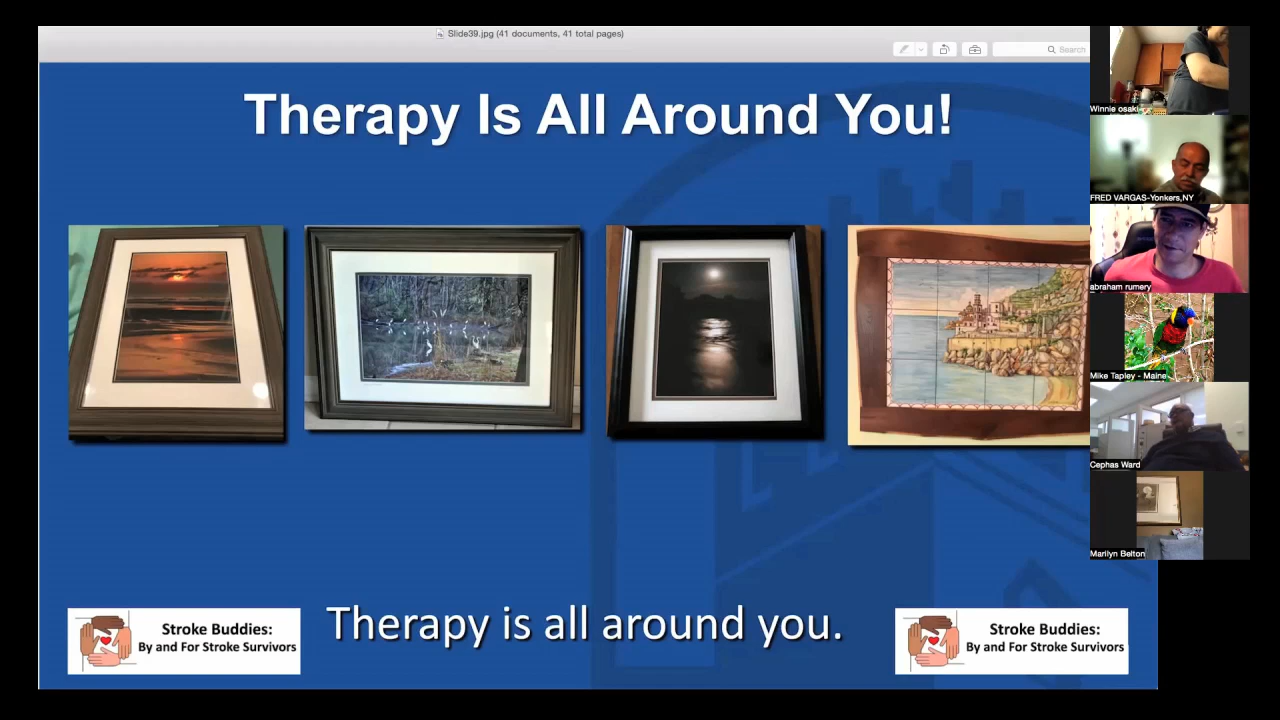 Slide39.jpg (41 documents, 41 total pages)
Search
Therapy Is All Around You!
Winnie osaki
FRED VARGAS-Yonkers,NY
abraham rumery
Mike Tapley - Maine
Cephas Ward
Marilyn Belton
Stroke Buddies:
By and For Stroke Survivors
Therapy is all around you.
Stroke Buddies:
By and For Stroke Survivors